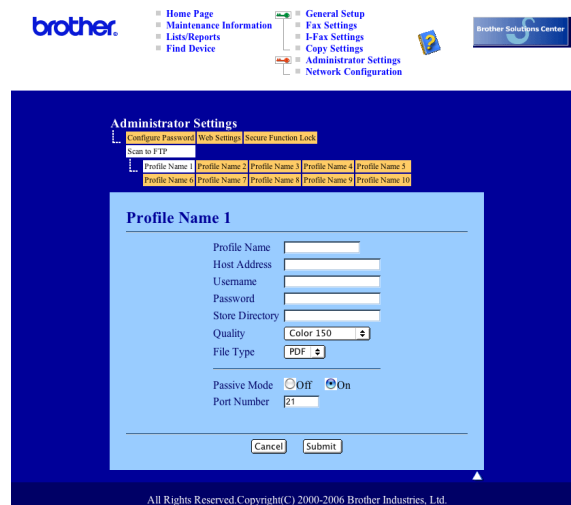 brother.
Home Page
Maintenance Information
Lists/Reports
Find Device
General Setup
Fax Settings
I-Fax Settings
Copy Settings
Administrator Settings
Network Configuration
?
Brother Solutions Center
Administrator Settings
Configure Password Web Settings Secure Function Lock
Scan to FTP
Profile Name 1 Profile Name 2 Profile Name 3 Profile Name 4 Profile Name 5
Profile Name 6 Profile Name 7 Profile Name 8 Profile Name 9 Profile Name 10
Profile Name 1
Profile Name
Host Address
Username
Password
Store Directory
Quality Color 150
File Type PDF
Passive Mode Off On
Port Number 21
Cancel Submit
All Rights Reserved.Copyright(C) 2000-2006 Brother Industries, Ltd.